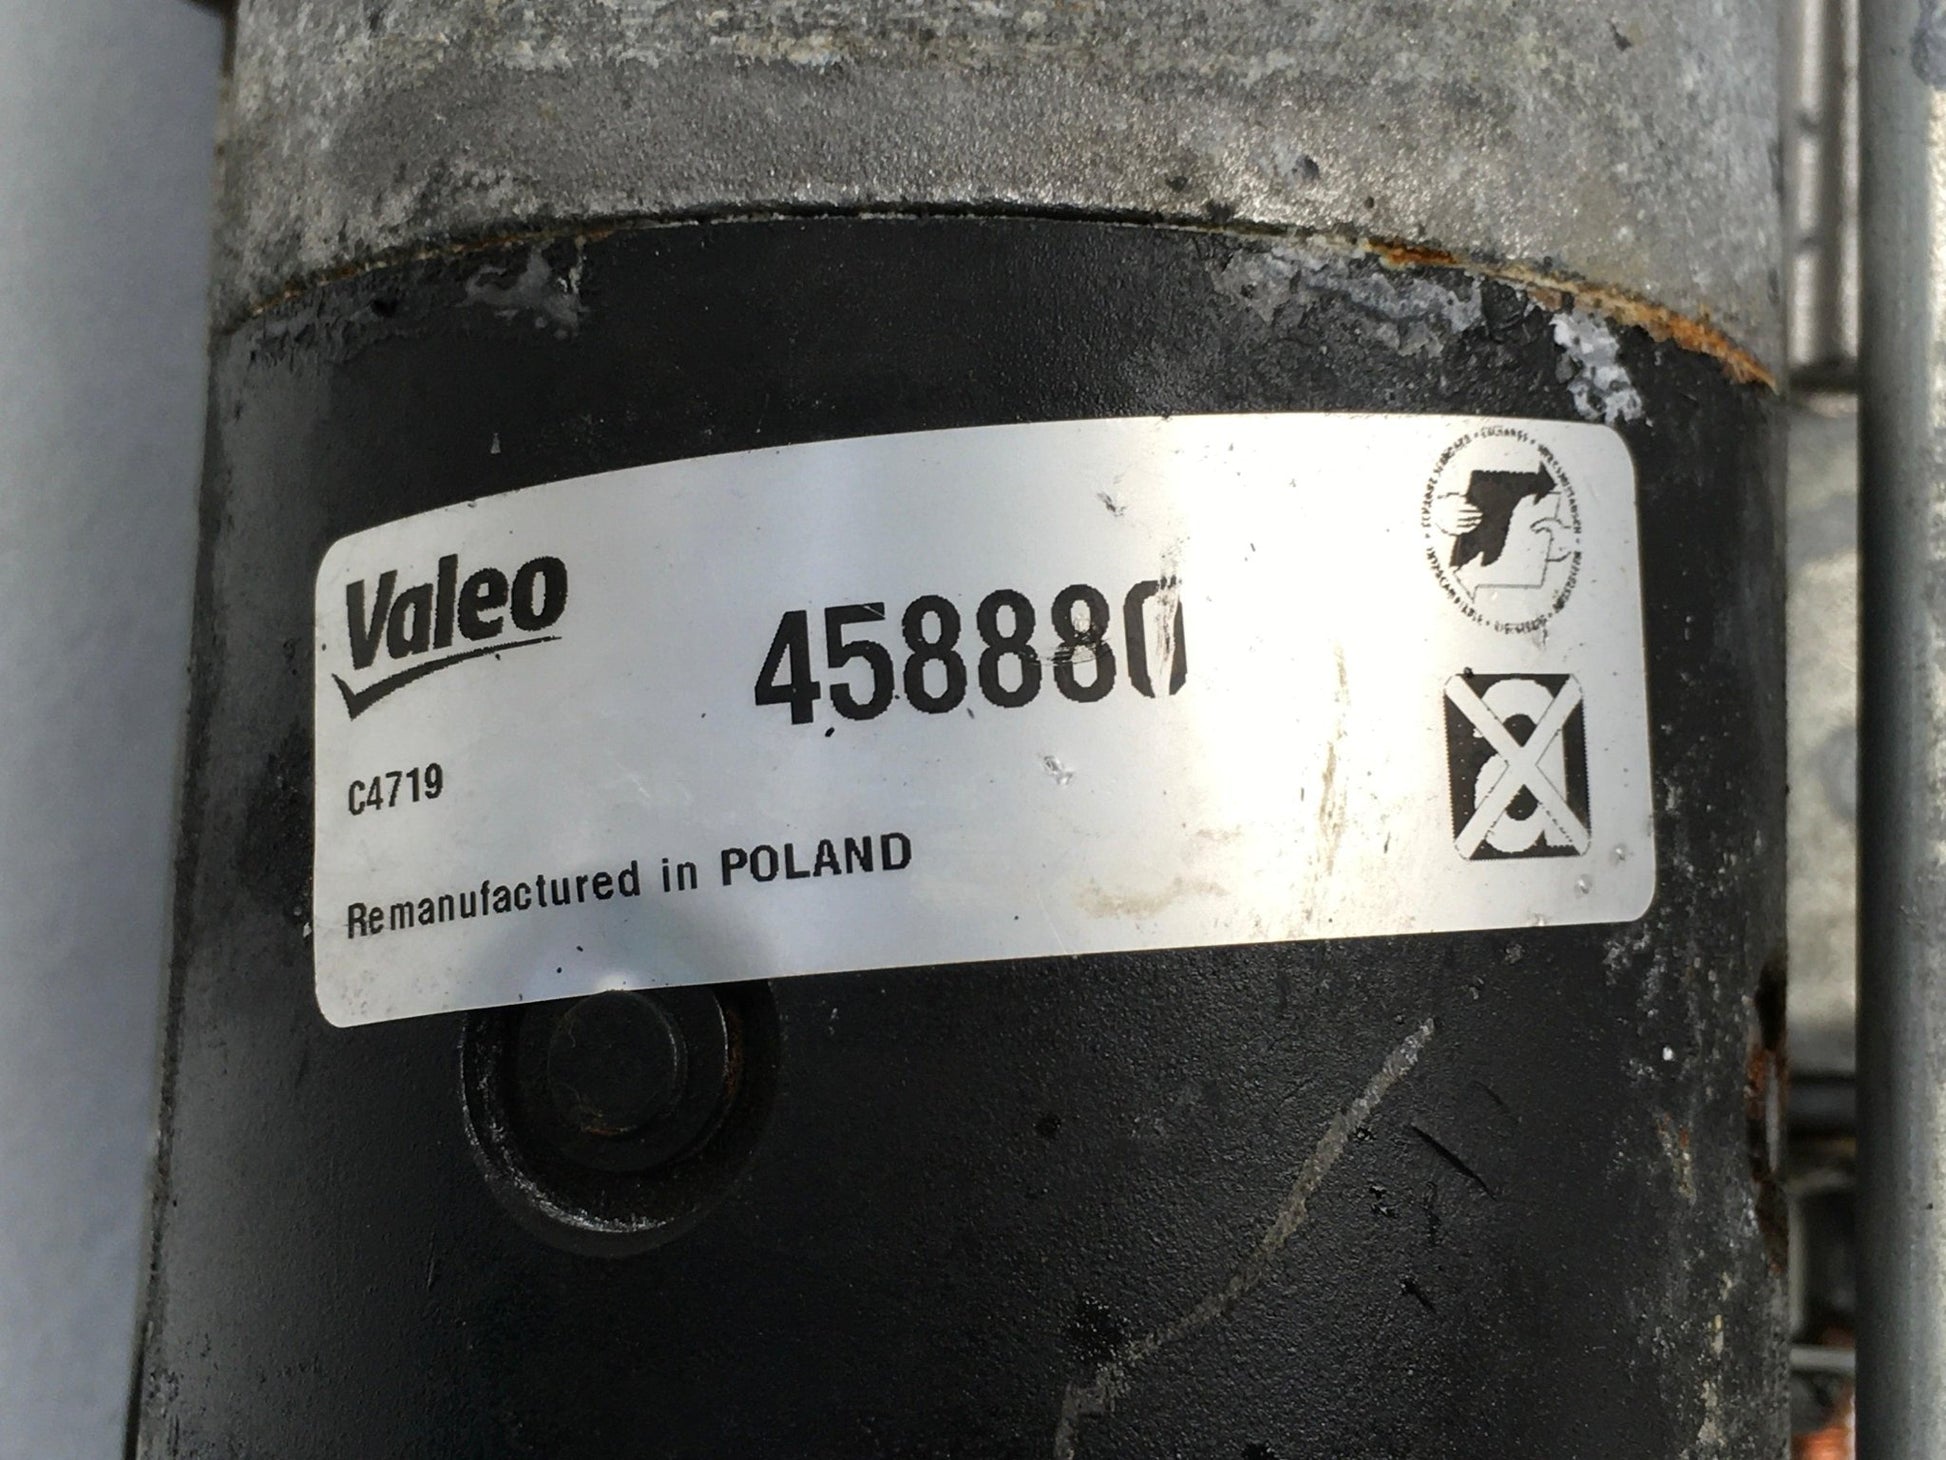 Valeo
458880
C4719
Remanufactured in POLAND